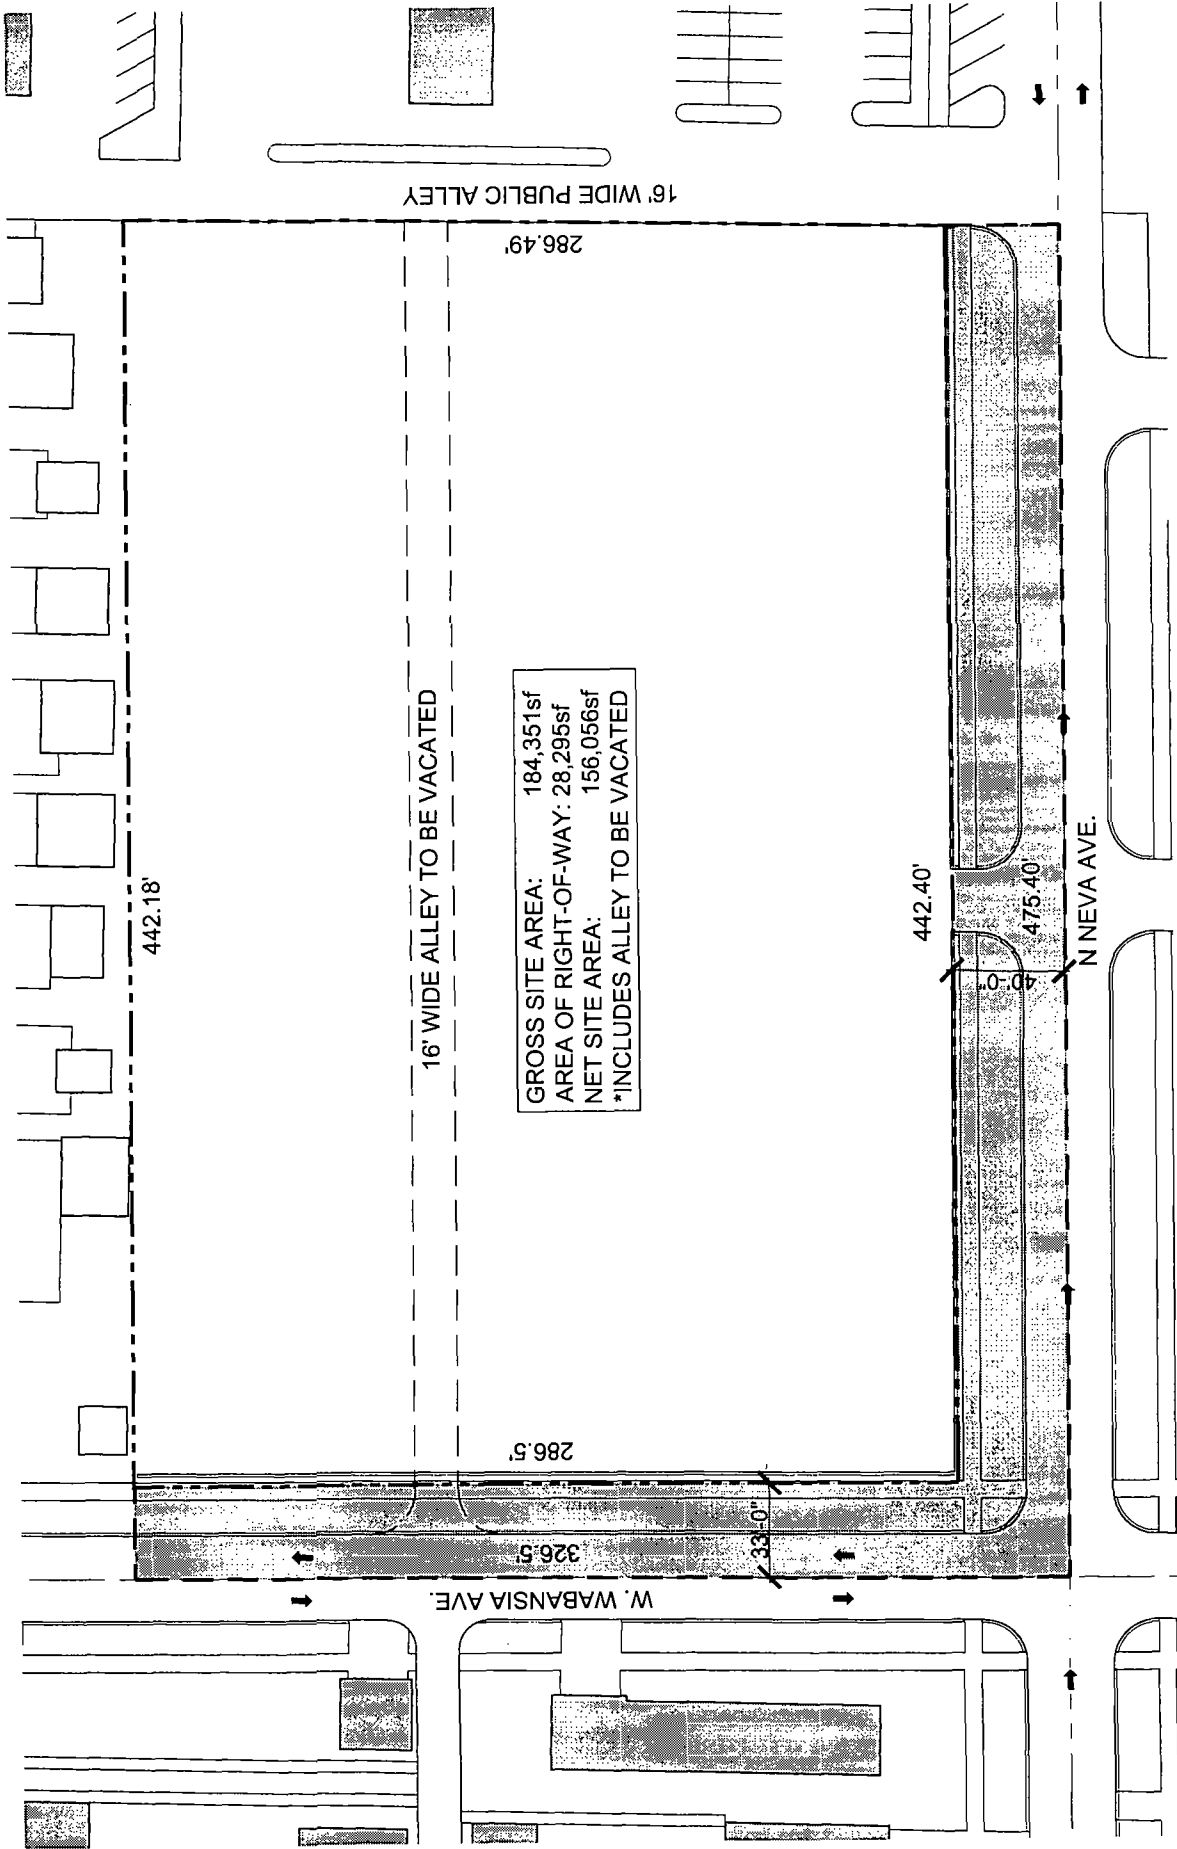 16' WIDE PUBLIC ALLEY
286.49'
442.18'
16' WIDE ALLEY TO BE VACATED
GROSS SITE AREA: 184,351sf
AREA OF RIGHT-OF-WAY: 28,295sf
NET SITE AREA: 156,056sf
*INCLUDES ALLEY TO BE VACATED
442.40'
475.40'
40'-0"
N NEVA AVE.
286.5'
326.5'
33'-0"
W. WABANSIA AVE.